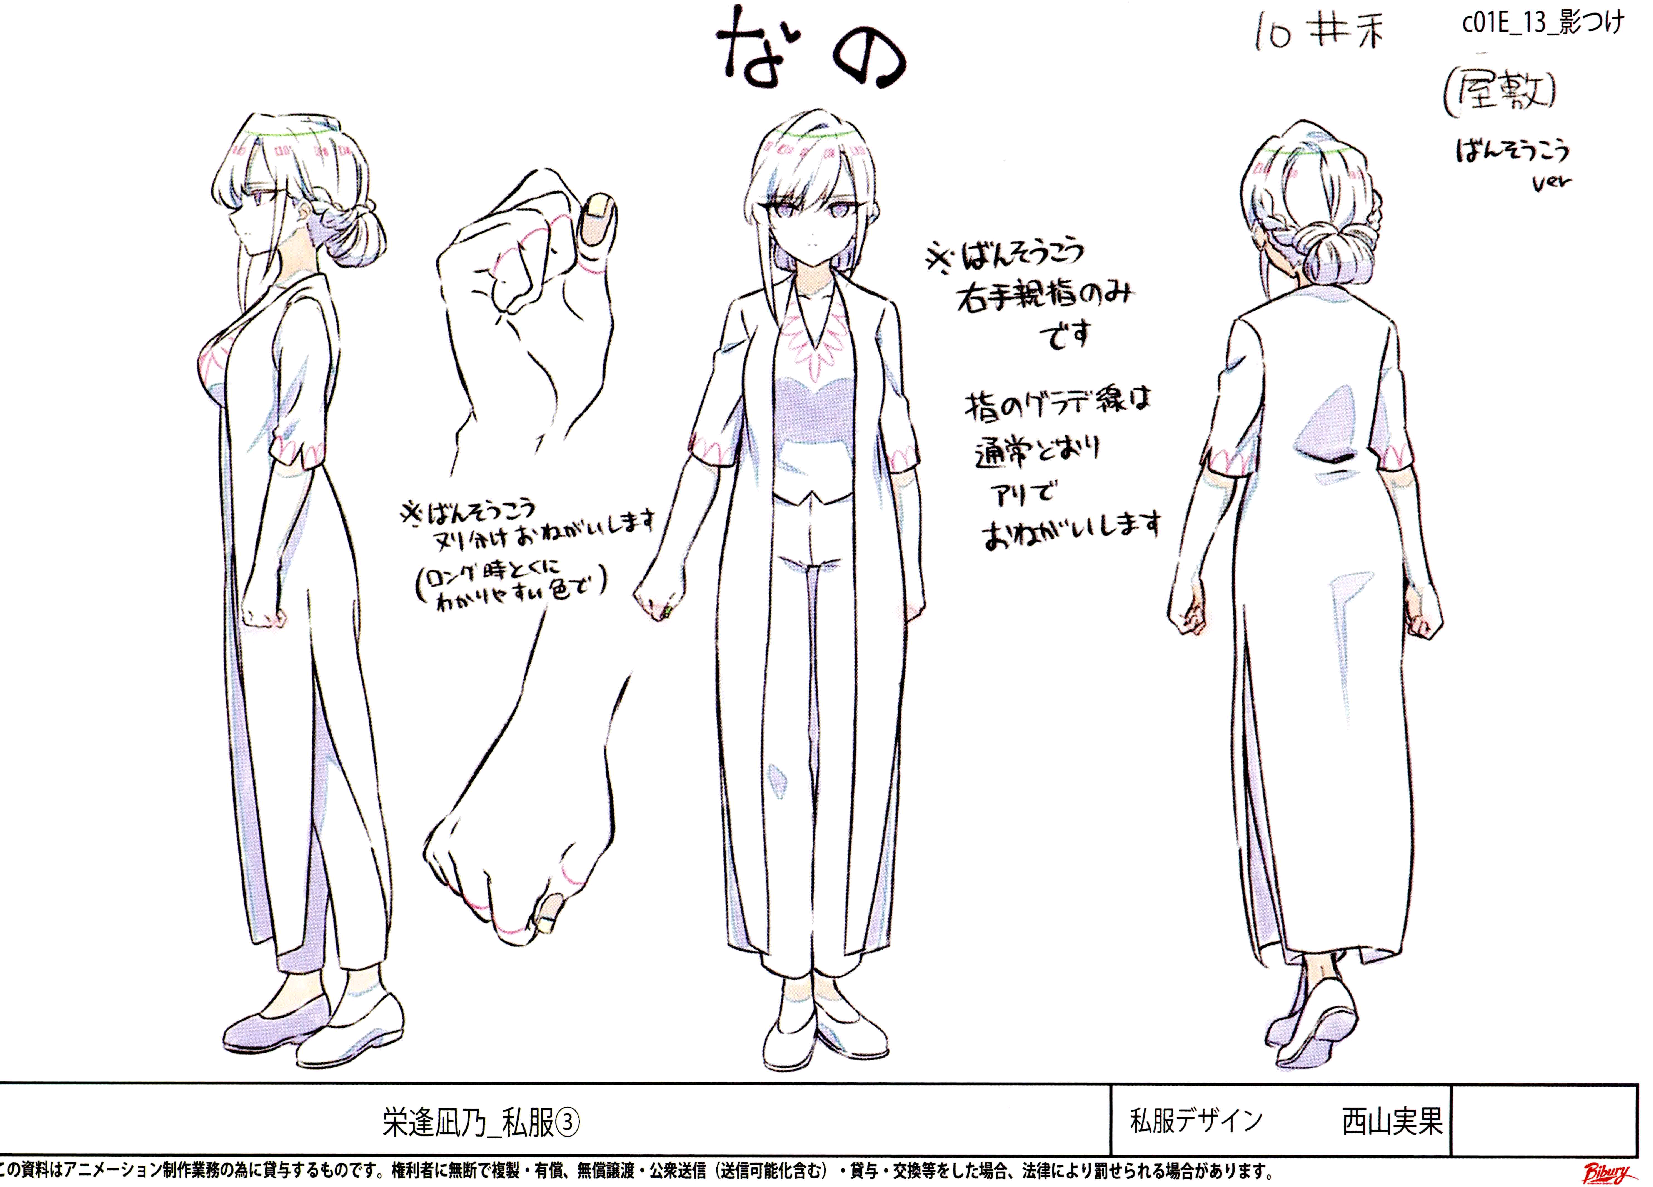 なの
10 #禾
c01E_13_影つけ
(屋敷)
ばんそうこう
ver
※ばんそうこう
右手親指のみ
です
指のグラデ線は
通常どおり
アリで
おねがいします
※ばんそうこう
ヌリ分けおねがいします
(ロング時とくに
わかりやすい色で)
栄逢凪乃_私服③
私服デザイン
西山実果
この資料はアニメーション制作業務の為に貸与するものです。権利者に無断で複製・有償、無償譲渡・公衆送信（送信可能化含む）・貸与・交換等をした場合、法律により罰せられる場合があります。
Bibury